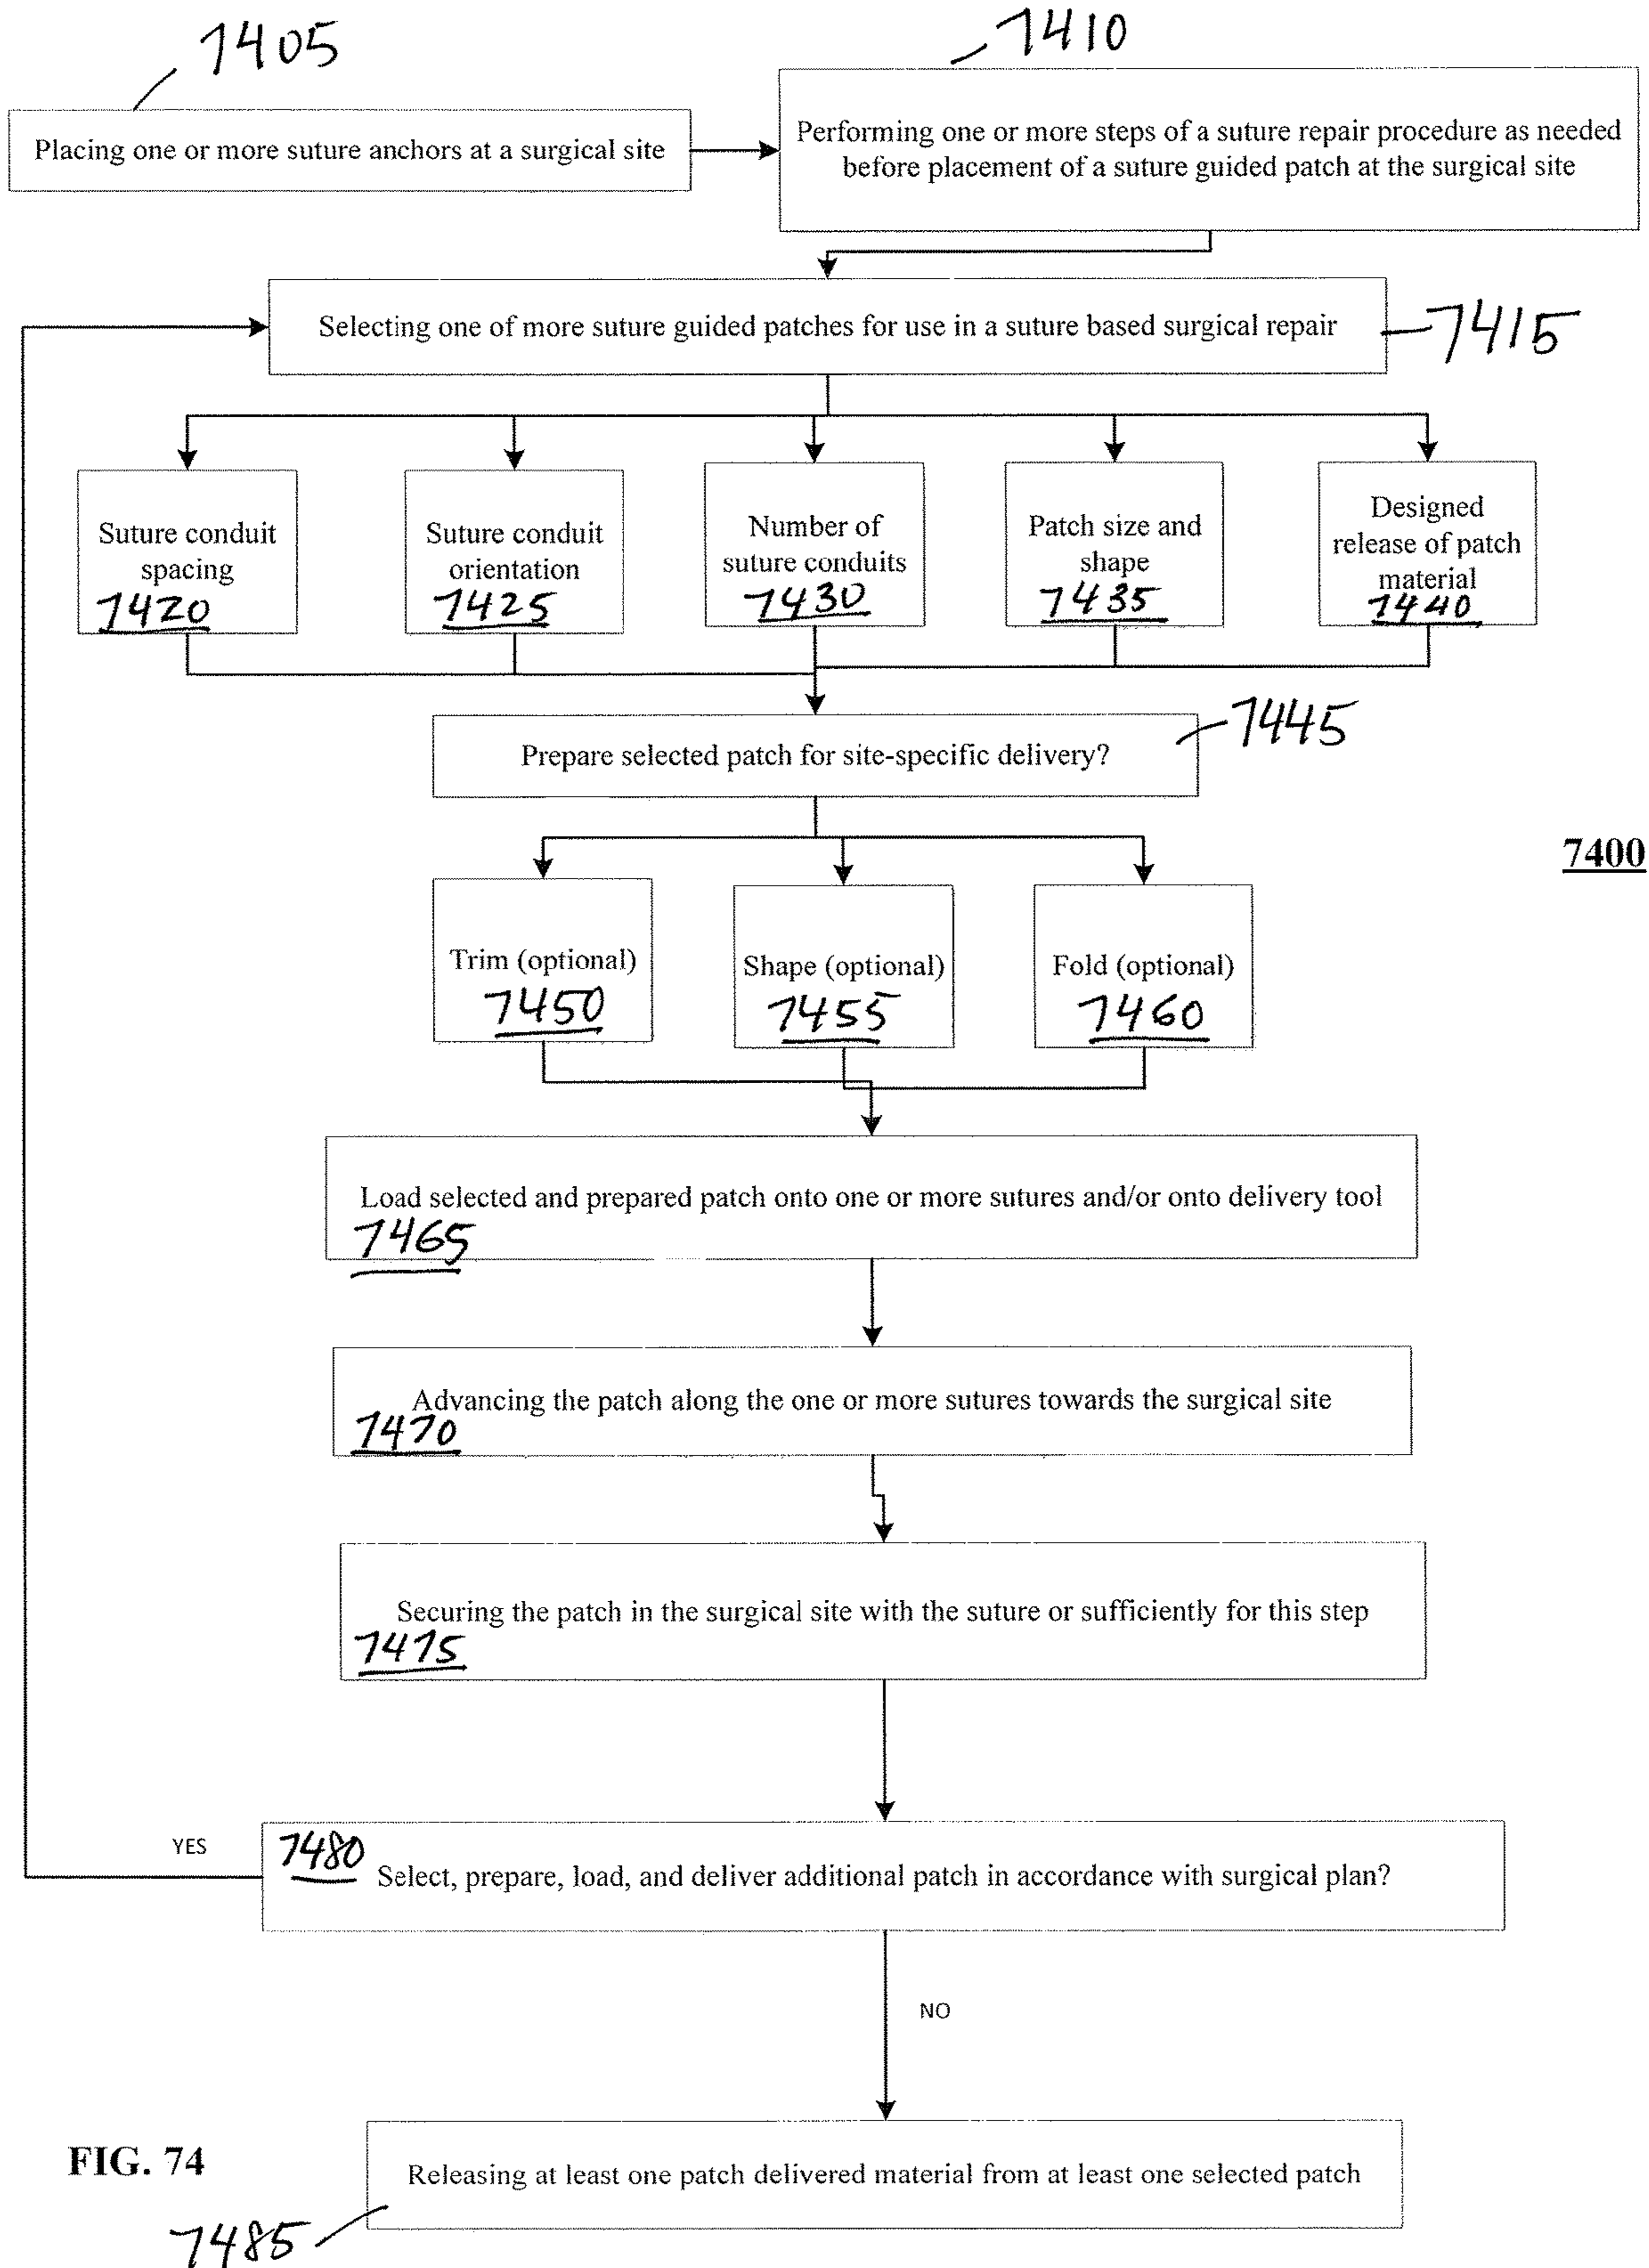 7405
7410
Placing one or more suture anchors at a surgical site
Performing one or more steps of a suture repair procedure as needed
before placement of a suture guided patch at the surgical site
Selecting one of more suture guided patches for use in a suture based surgical repair
7415
Suture conduit
spacing
7420
Suture conduit
orientation
7425
Number of
suture conduits
7430
Patch size and
shape
7435
Designed
release of patch
material
7440
Prepare selected patch for site-specific delivery?
7445
7400
Trim (optional)
7450
Shape (optional)
7455
Fold (optional)
7460
Load selected and prepared patch onto one or more sutures and/or onto delivery tool
7465
Advancing the patch along the one or more sutures towards the surgical site
7470
Securing the patch in the surgical site with the suture or sufficiently for this step
7475
YES
7480
Select, prepare, load, and deliver additional patch in accordance with surgical plan?
NO
FIG. 74
Releasing at least one patch delivered material from at least one selected patch
7485